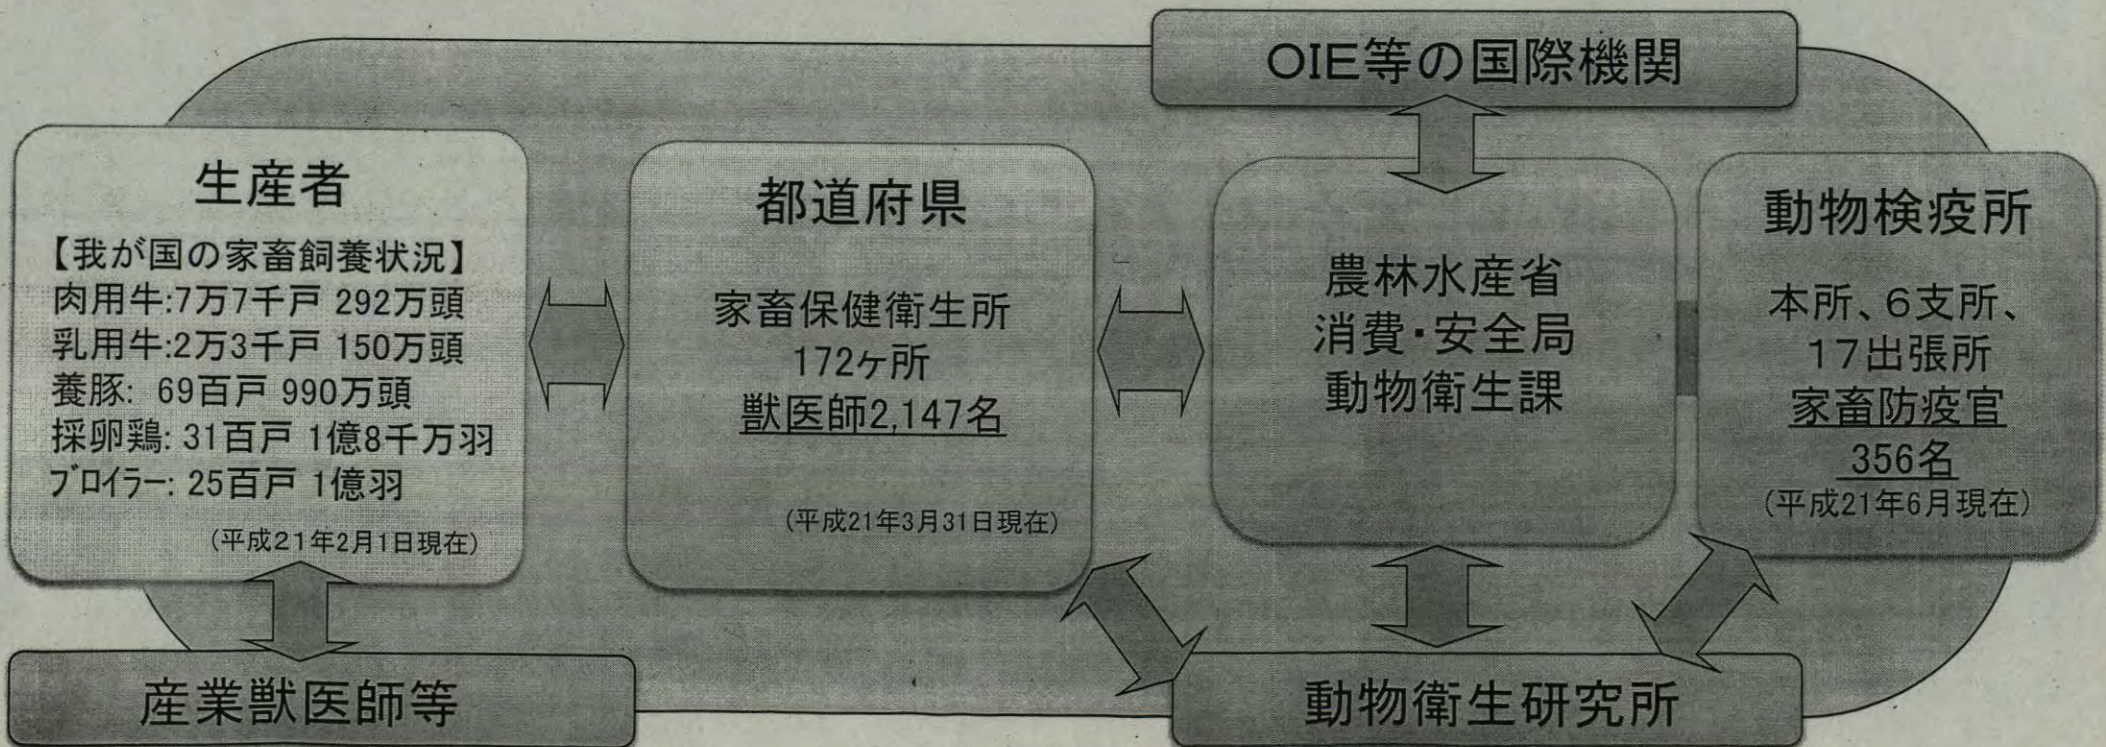 OIE等の国際機関
生産者
【我が国の家畜飼養状況】
肉用牛:7万7千戸 292万頭
乳用牛:2万3千戸 150万頭
養豚: 69百戸 990万頭
採卵鶏: 31百戸 1億8千万羽
ブロイラー: 25百戸 1億羽
(平成21年2月1日現在)
都道府県
家畜保健衛生所
172ヶ所
獣医師2,147名
(平成21年3月31日現在)
農林水産省
消費・安全局
動物衛生課
動物検疫所
本所、6支所、
17出張所
家畜防疫官
356名
(平成21年6月現在)
産業獣医師等
動物衛生研究所